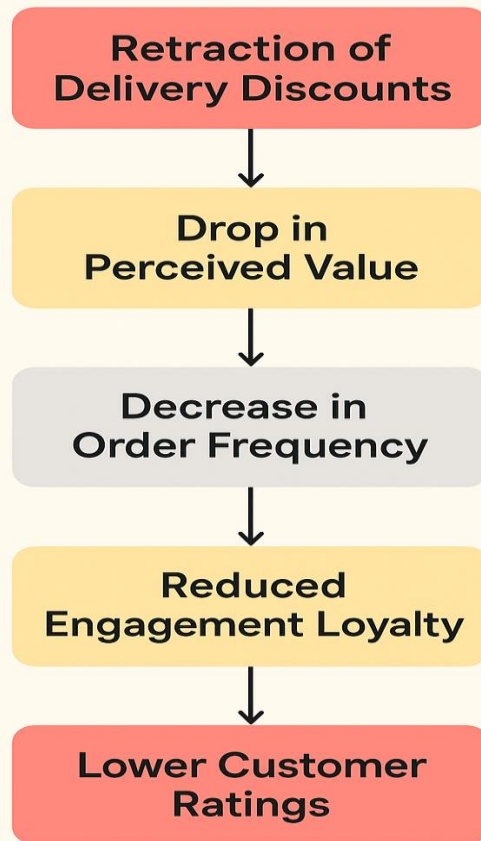 Retraction of
Delivery Discounts
Drop in
Perceived Value
Decrease in
Order Frequency
Reduced
Engagement Loyalty
Lower Customer
Ratings